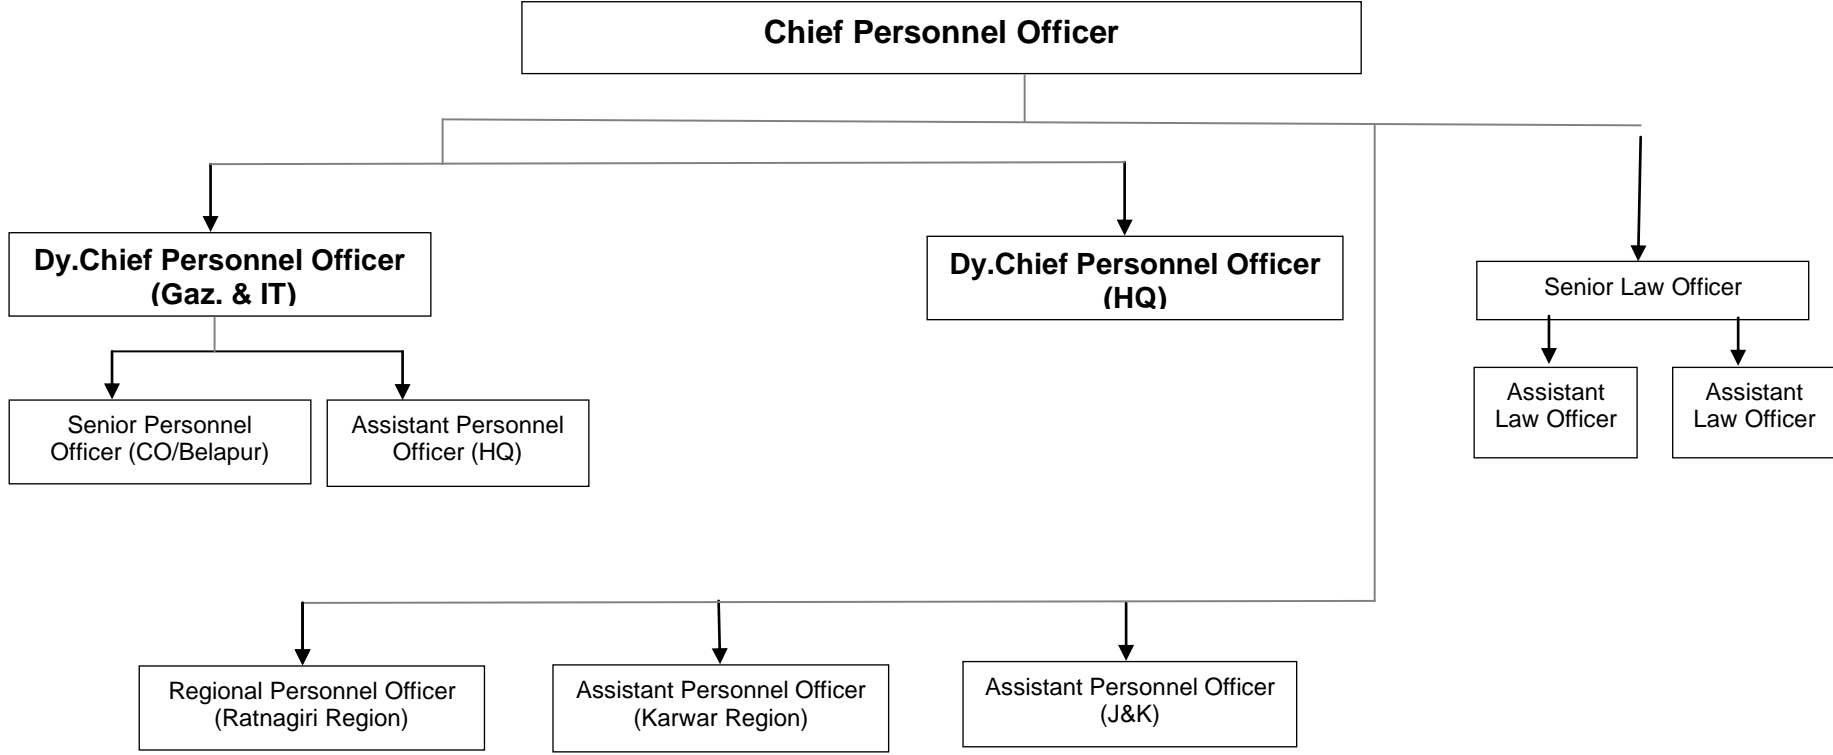 Chief Personnel Officer
Dy.Chief Personnel Officer
(Gaz. & IT)
Dy.Chief Personnel Officer
(HQ)
Senior Law Officer
Senior Personnel
Officer (CO/Belapur)
Assistant Personnel
Officer (HQ)
Assistant
Law Officer
Assistant
Law Officer
Regional Personnel Officer
(Ratnagiri Region)
Assistant Personnel Officer
(Karwar Region)
Assistant Personnel Officer
(J&K)